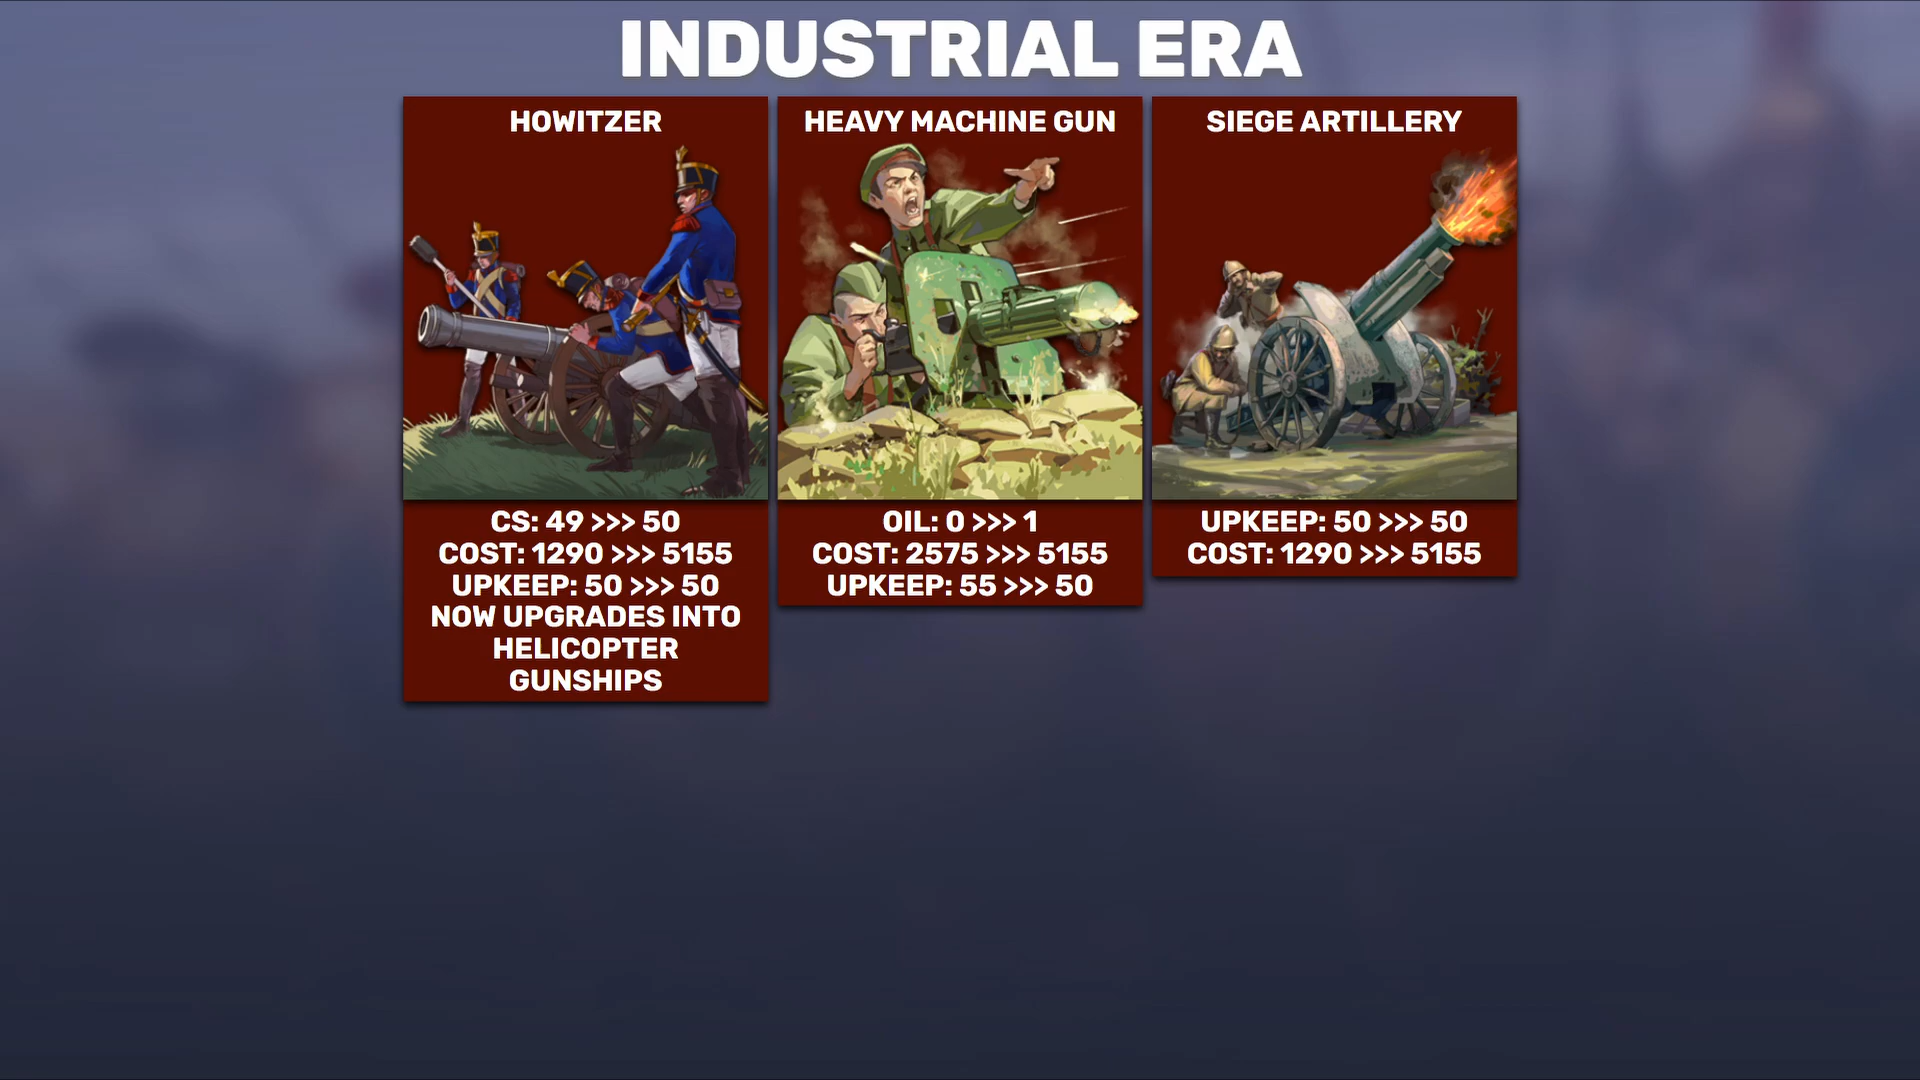 INDUSTRIAL ERA
HOWITZER
CS: 49 >>> 50
COST: 1290 >>> 5155
UPKEEP: 50 >>> 50
NOW UPGRADES INTO
HELICOPTER
GUNSHIPS
HEAVY MACHINE GUN
OIL: 0 >>> 1
COST: 2575 >>> 5155
UPKEEP: 55 >>> 50
SIEGE ARTILLERY
UPKEEP: 50 >>> 50
COST: 1290 >>> 5155